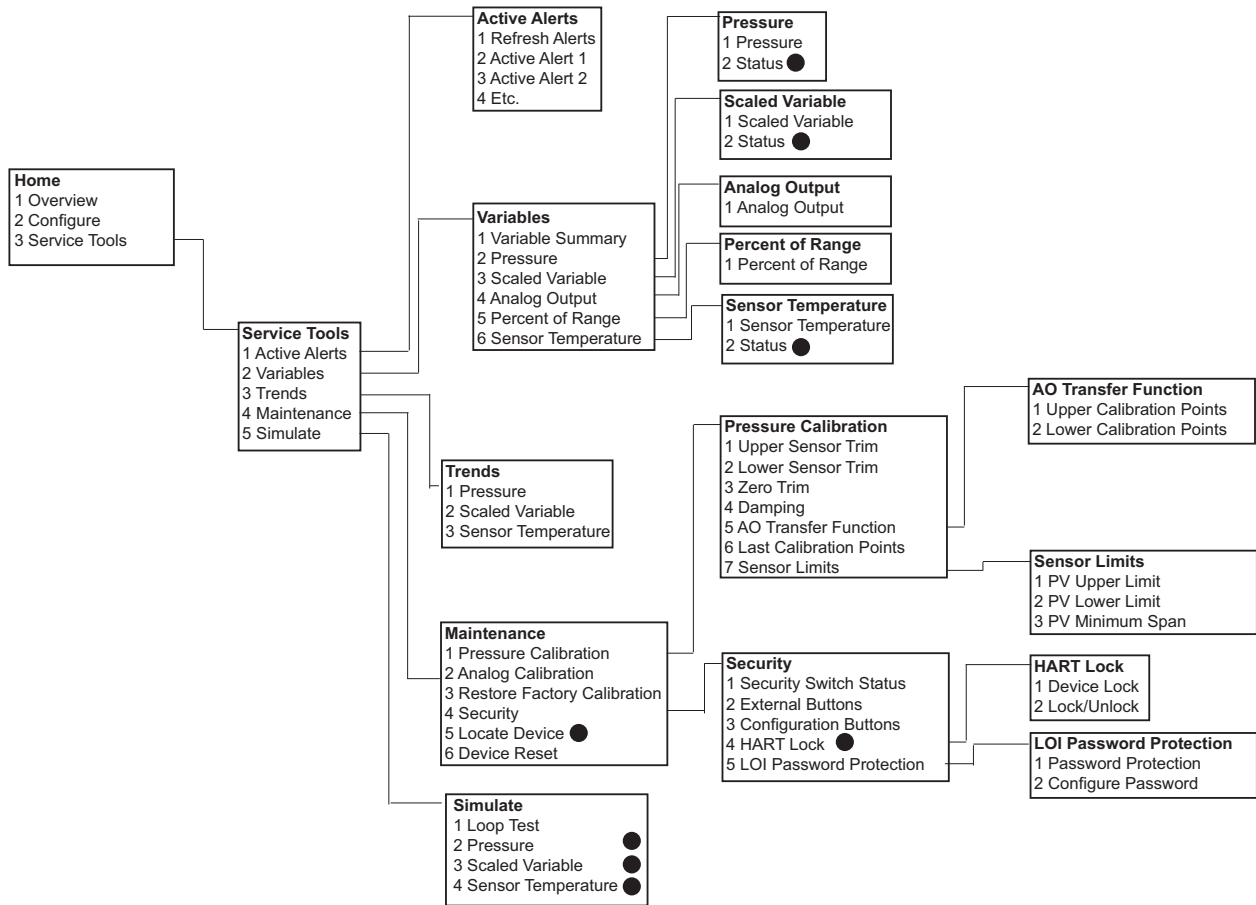 Home
1 Overview
2 Configure
3 Service Tools
Service Tools
1 Active Alerts
2 Variables
3 Trends
4 Maintenance
5 Simulate
Active Alerts
1 Refresh Alerts
2 Active Alert 1
3 Active Alert 2
4 Etc.
Variables
1 Variable Summary
2 Pressure
3 Scaled Variable
4 Analog Output
5 Percent of Range
6 Sensor Temperature
Trends
1 Pressure
2 Scaled Variable
3 Sensor Temperature
Maintenance
1 Pressure Calibration
2 Analog Calibration
3 Restore Factory Calibration
4 Security
5 Locate Device
6 Device Reset
Simulate
1 Loop Test
2 Pressure
3 Scaled Variable
4 Sensor Temperature
Pressure
1 Pressure
2 Status
Scaled Variable
1 Scaled Variable
2 Status
Analog Output
1 Analog Output
Percent of Range
1 Percent of Range
Sensor Temperature
1 Sensor Temperature
2 Status
Pressure Calibration
1 Upper Sensor Trim
2 Lower Sensor Trim
3 Zero Trim
4 Damping
5 AO Transfer Function
6 Last Calibration Points
7 Sensor Limits
Security
1 Security Switch Status
2 External Buttons
3 Configuration Buttons
4 HART Lock
5 LOI Password Protection
AO Transfer Function
1 Upper Calibration Points
2 Lower Calibration Points
Sensor Limits
1 PV Upper Limit
2 PV Lower Limit
3 PV Minimum Span
HART Lock
1 Device Lock
2 Lock/Unlock
LOI Password Protection
1 Password Protection
2 Configure Password